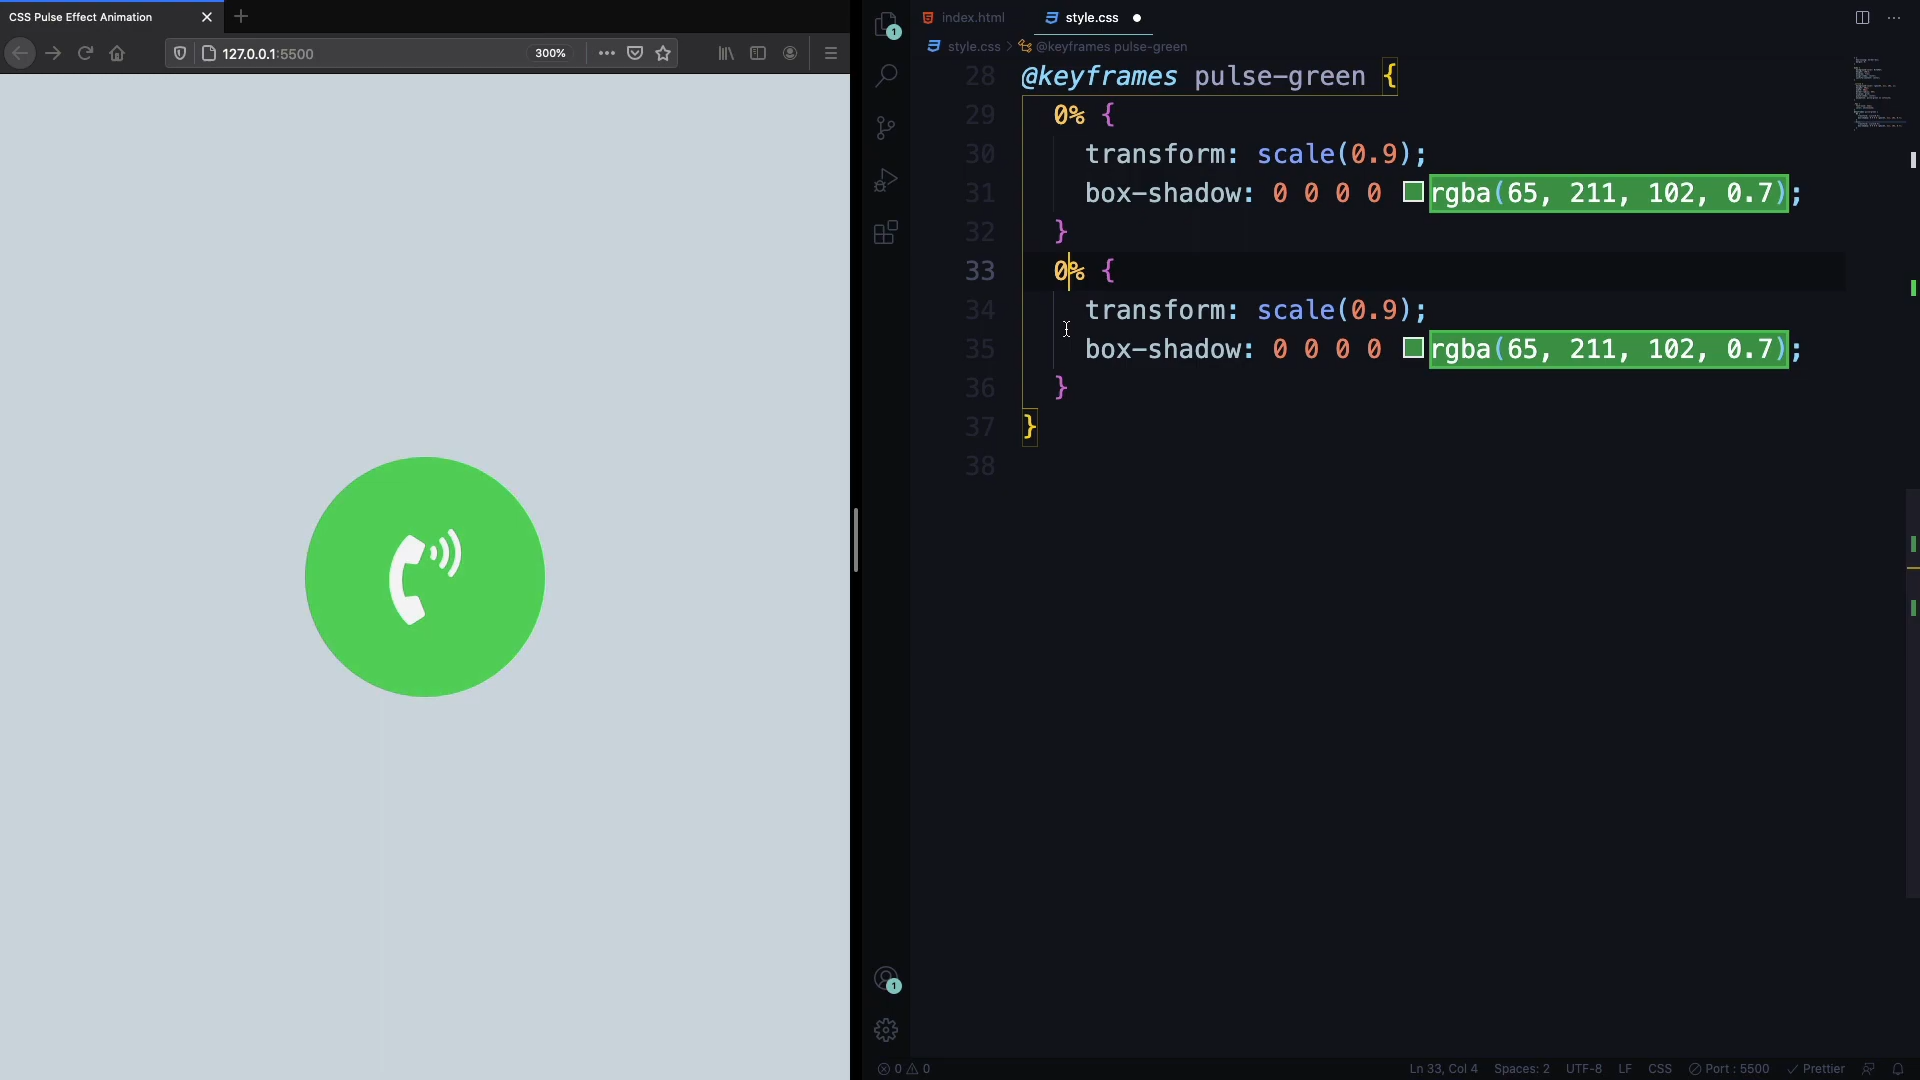 CSS Pulse Effect Animation
127.0.0.1:5500
300%
index.html
style.css
1
style.css > @keyframes pulse-green
28 @keyframes pulse-green {
29 0% {
30 transform: scale(0.9);
31 box-shadow: 0 0 0 0 rgba(65, 211, 102, 0.7);
32 }
33 0% {
34 transform: scale(0.9);
35 box-shadow: 0 0 0 0 rgba(65, 211, 102, 0.7);
36 }
37 }
38
1
0 0
Ln 33, Col 4
Spaces: 2
UTF-8
LF
CSS
Port : 5500
Prettier